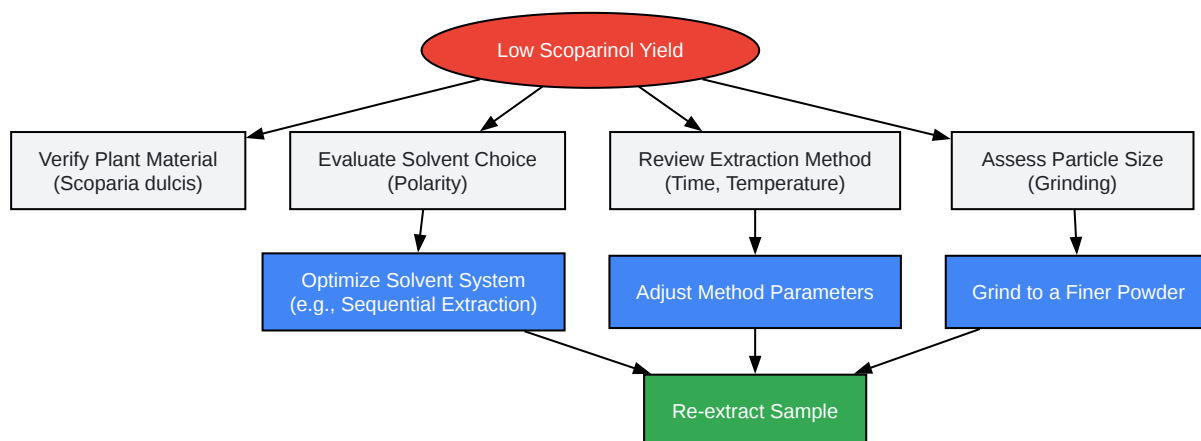 Low Scoparinol Yield
Verify Plant Material
(Scoparia dulcis)
Evaluate Solvent Choice
(Polarity)
Review Extraction Method
(Time, Temperature)
Assess Particle Size
(Grinding)
Optimize Solvent System
(e.g., Sequential Extraction)
Adjust Method Parameters
Grind to a Finer Powder
Re-extract Sample